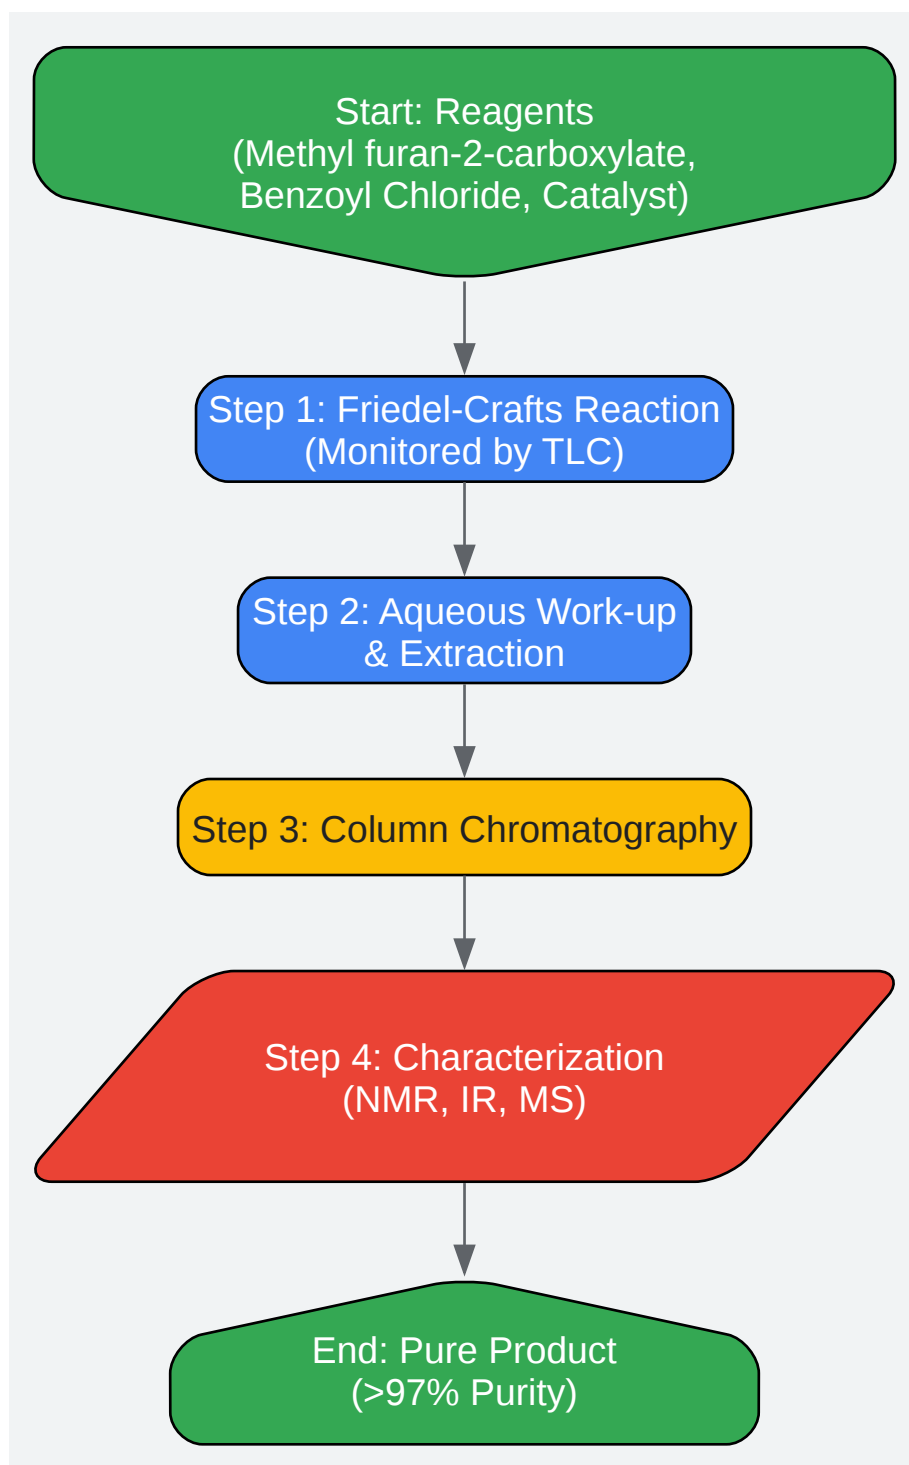 Start: Reagents
(Methyl furan-2-carboxylate,
Benzoyl Chloride, Catalyst)
Step 1: Friedel-Crafts Reaction
(Monitored by TLC)
Step 2: Aqueous Work-up
& Extraction
Step 3: Column Chromatography
Step 4: Characterization
(NMR, IR, MS)
End: Pure Product
(>97% Purity)